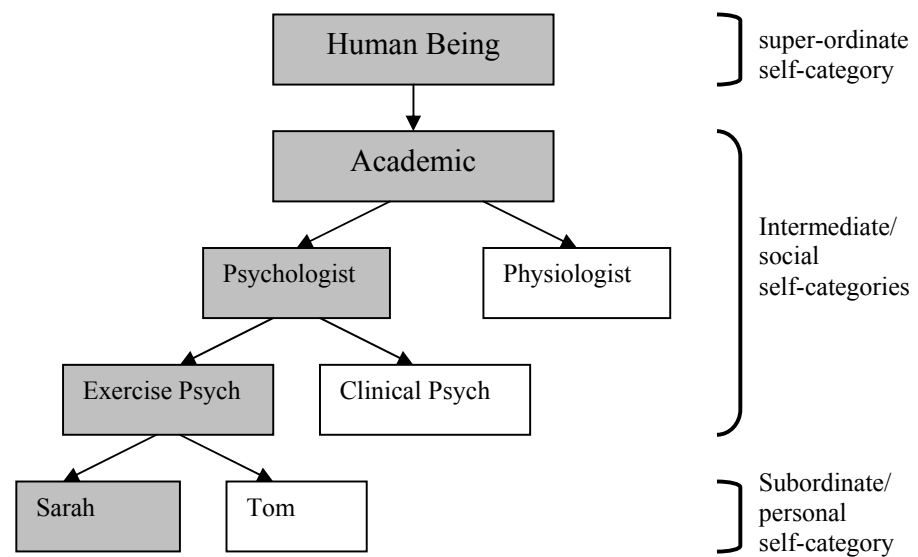 Human Being
super-ordinate
self-category
Academic
Intermediate/
social
self-categories
Psychologist
Physiologist
Exercise Psych
Clinical Psych
Sarah
Tom
Subordinate/
personal
self-category